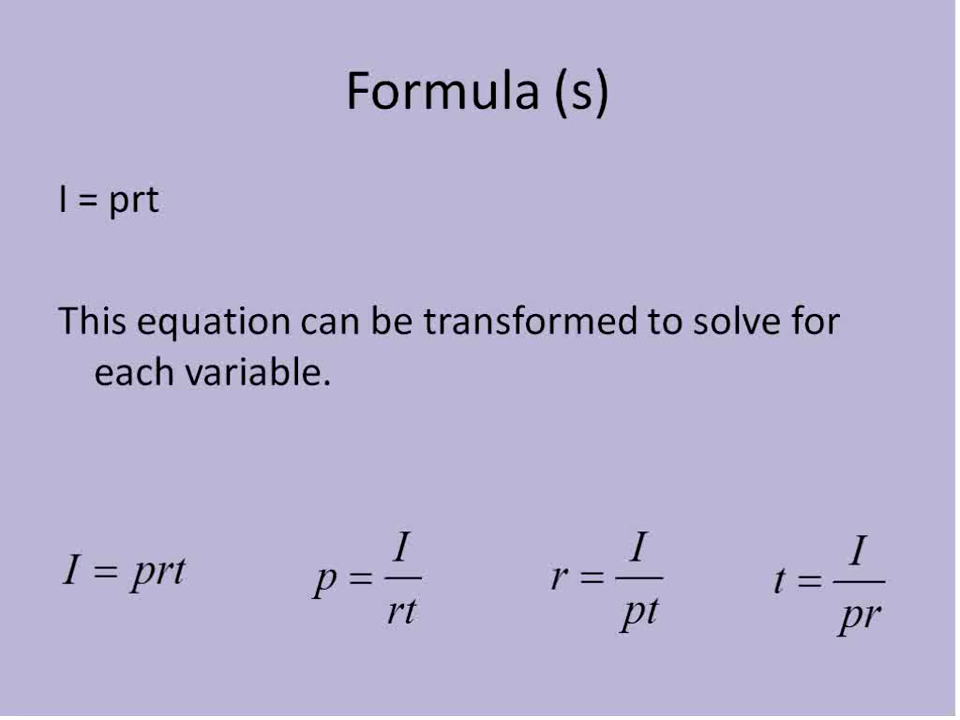 Formula (s)
I = prt
This equation can be transformed to solve for
each variable.
I = prt    p = I/rt    r = I/pt    t = I/pr